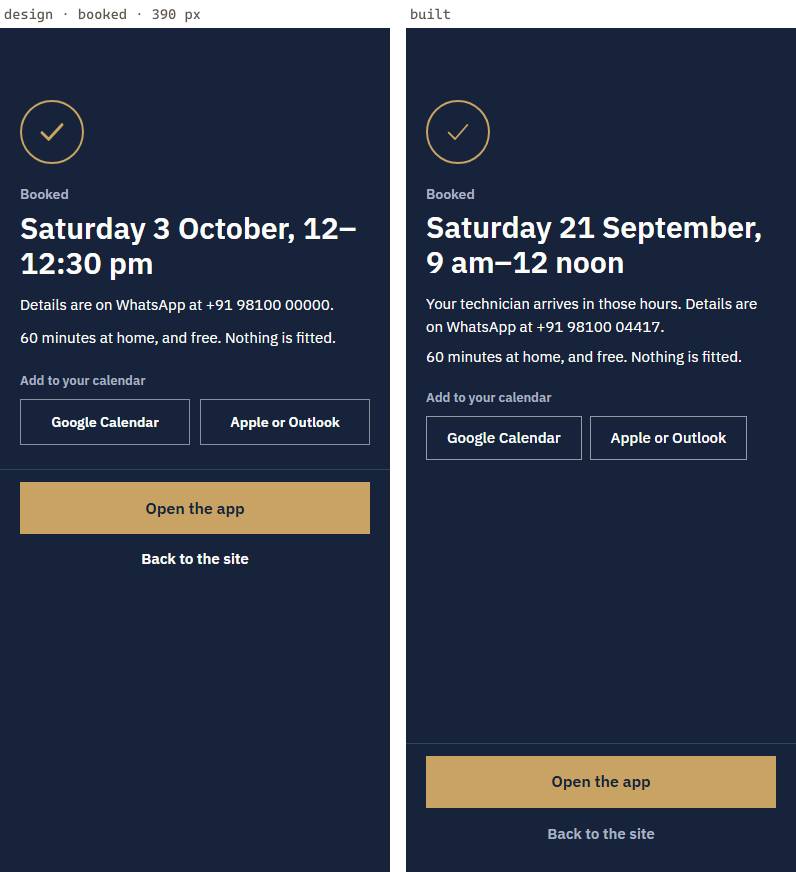 design · booked · 390 px
Booked
Saturday 3 October, 12–
12:30 pm
Details are on WhatsApp at +91 98100 00000.
60 minutes at home, and free. Nothing is fitted.
Add to your calendar
Google Calendar
Apple or Outlook
Open the app
Back to the site
built
Booked
Saturday 21 September,
9 am–12 noon
Your technician arrives in those hours. Details are
on WhatsApp at +91 98100 04417.
60 minutes at home, and free. Nothing is fitted.
Add to your calendar
Google Calendar
Apple or Outlook
Open the app
Back to the site